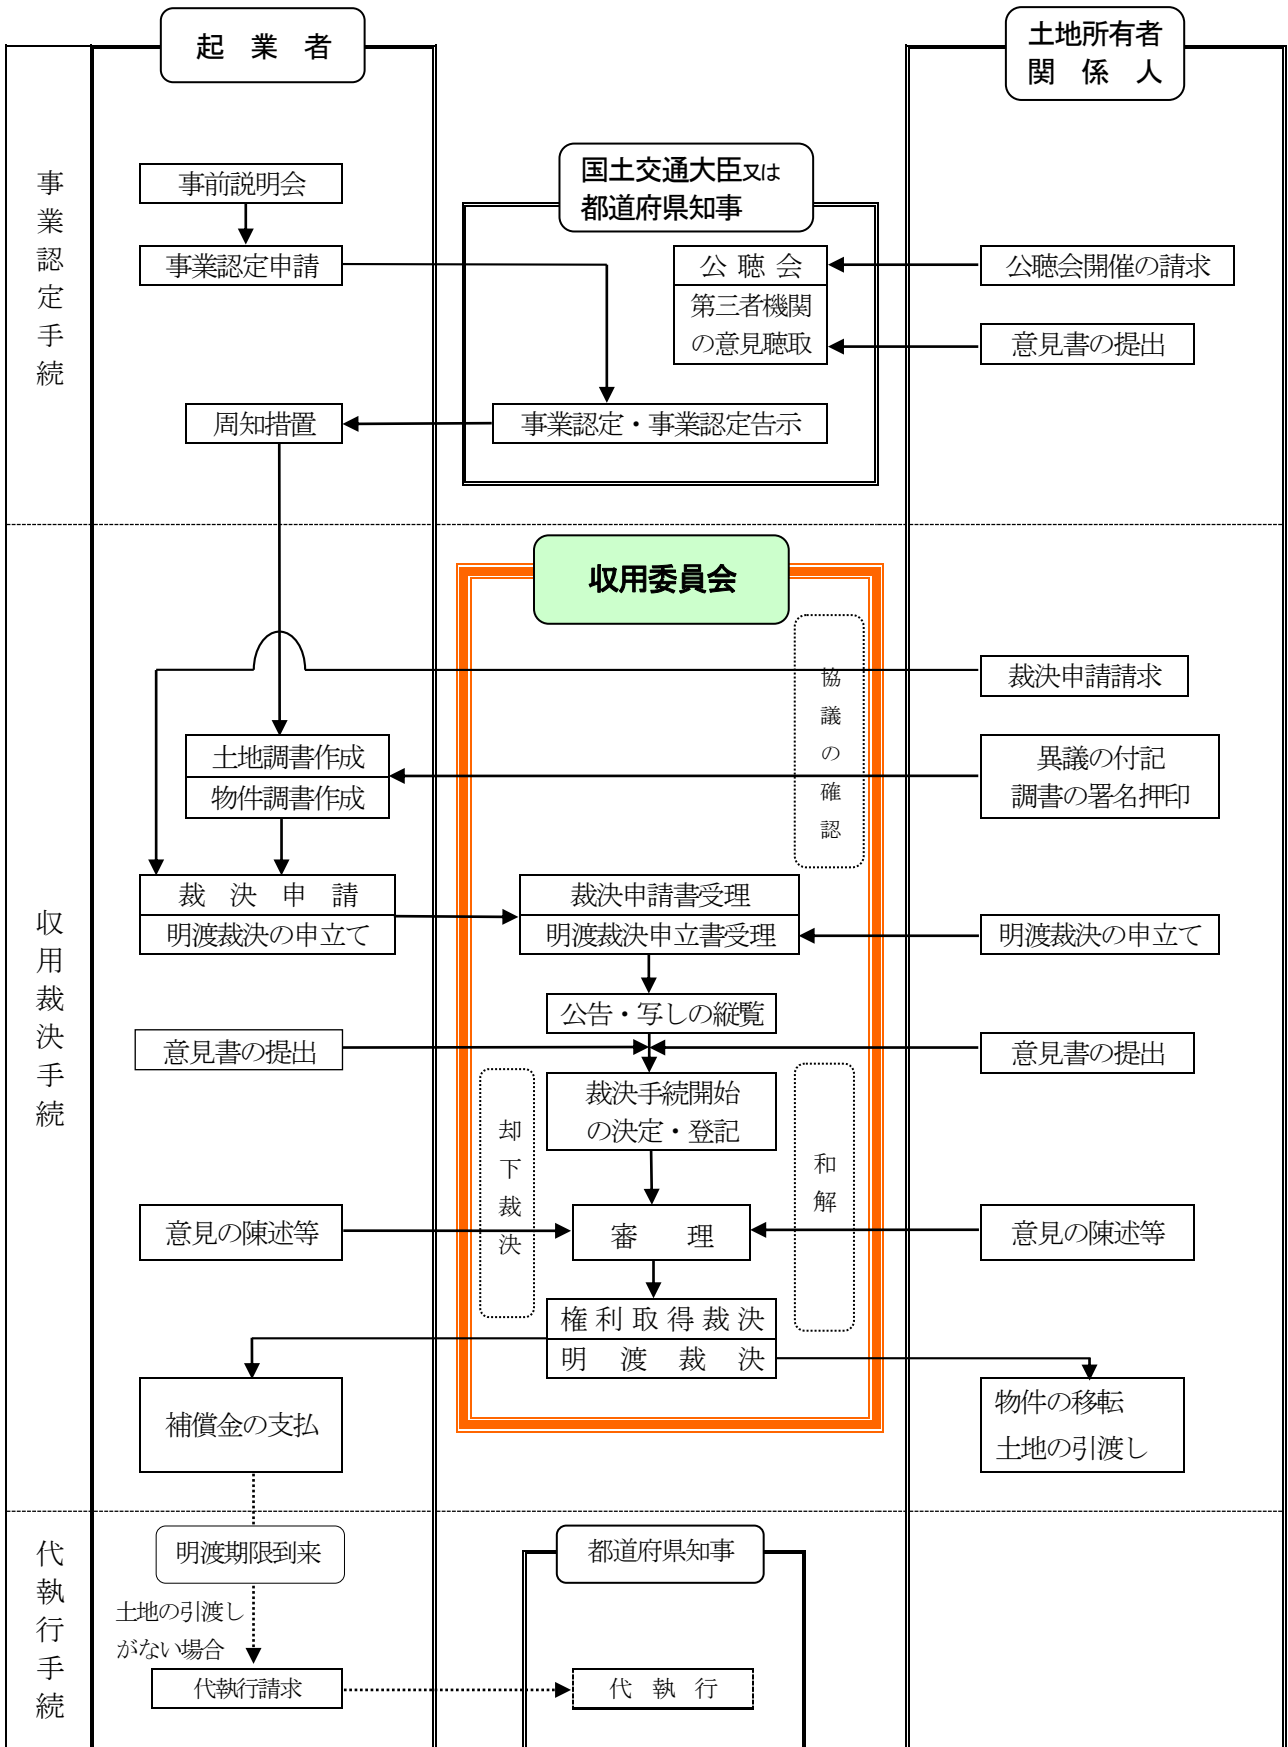 起 業 者
土地所有者
関 係 人
事業認定手続
国土交通大臣又は
都道府県知事
事前説明会
事業認定申請
公 聴 会
第三者機関
の意見聴取
公聴会開催の請求
意見書の提出
周知措置
事業認定・事業認定告示
収用裁決手続
収用委員会
協議の確認
裁決申請請求
土地調書作成
物件調書作成
異議の付記
調書の署名押印
裁 決 申 請
明渡裁決の申立て
裁決申請書受理
明渡裁決申立書受理
明渡裁決の申立て
公告・写しの縦覧
意見書の提出
意見書の提出
裁決手続開始
の決定・登記
却下裁決
和解
意見の陳述等
審 理
意見の陳述等
権 利 取 得 裁 決
明 渡 裁 決
補償金の支払
物件の移転
土地の引渡し
代執行手続
明渡期限到来
都道府県知事
土地の引渡し
がない場合
代執行請求
代 執 行